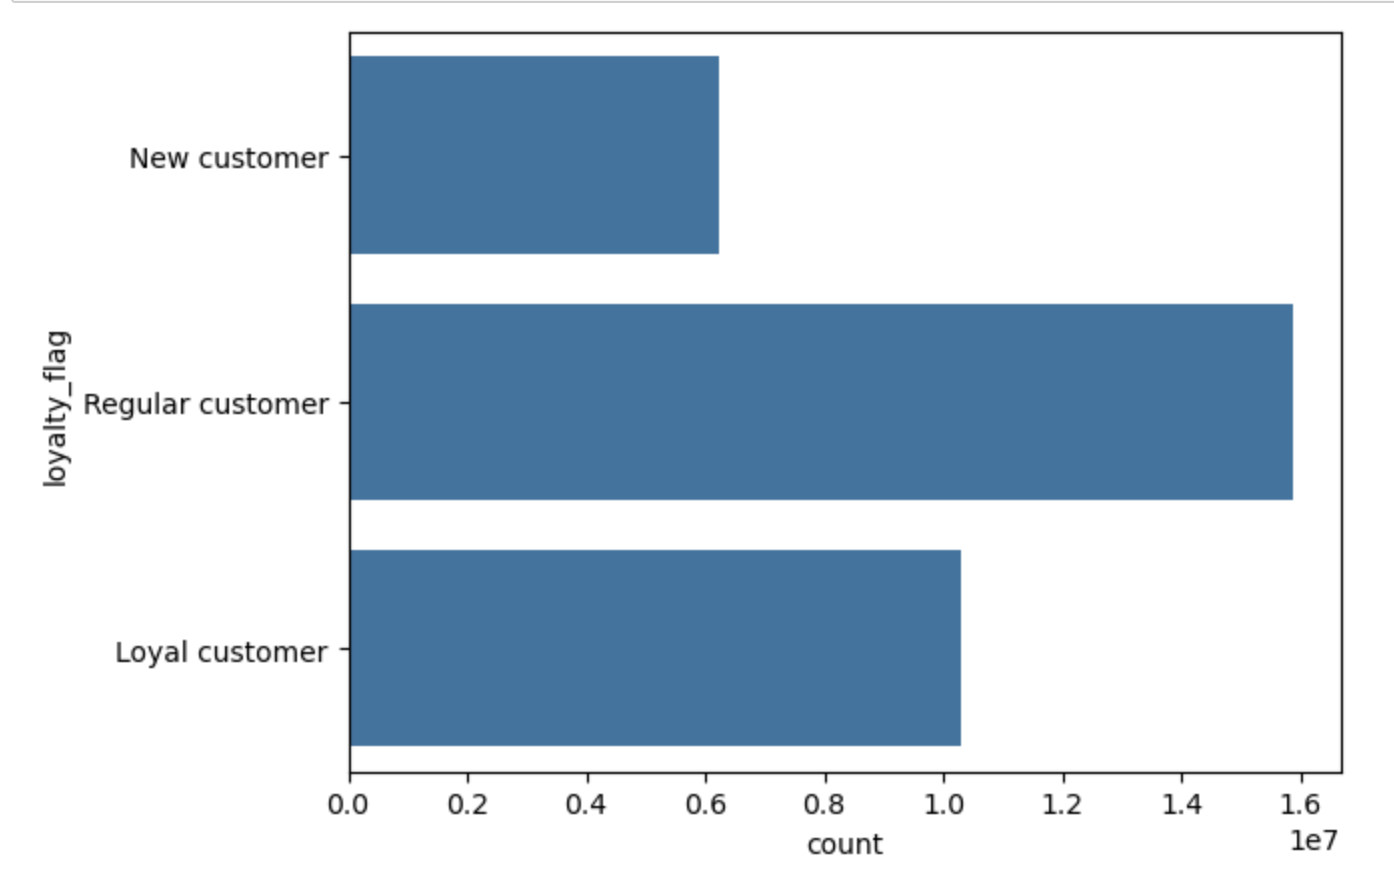 New customer
loyalty_flag
Regular customer
Loyal customer
0.0 0.2 0.4 0.6 0.8 1.0 1.2 1.4 1.6
1e7
count